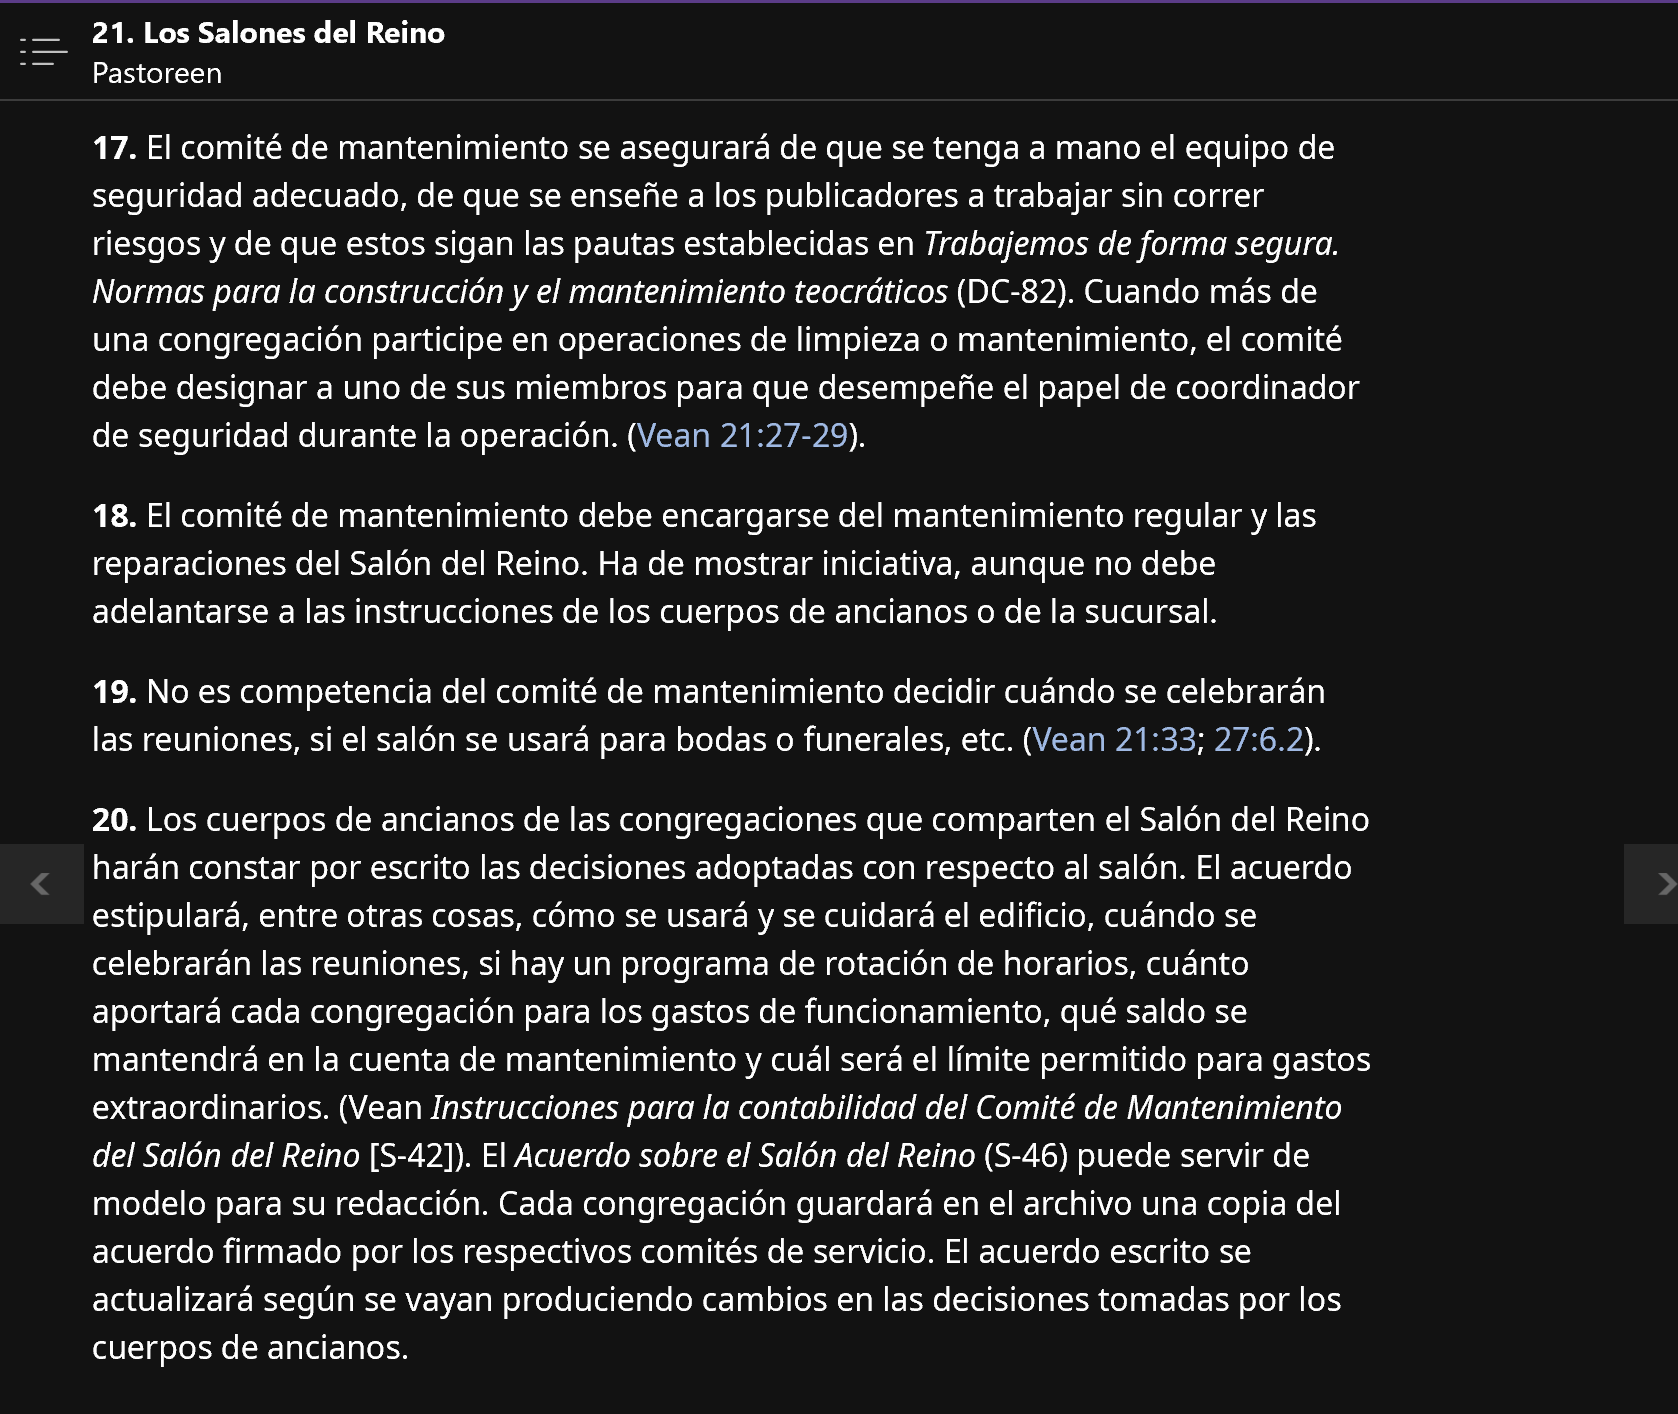 21. Los Salones del Reino
Pastoreen
17. El comité de mantenimiento se asegurará de que se tenga a mano el equipo de
seguridad adecuado, de que se enseñe a los publicadores a trabajar sin correr
riesgos y de que estos sigan las pautas establecidas en Trabajemos de forma segura.
Normas para la construcción y el mantenimiento teocráticos (DC-82). Cuando más de
una congregación participe en operaciones de limpieza o mantenimiento, el comité
debe designar a uno de sus miembros para que desempeñe el papel de coordinador
de seguridad durante la operación. (Vean 21:27-29).
18. El comité de mantenimiento debe encargarse del mantenimiento regular y las
reparaciones del Salón del Reino. Ha de mostrar iniciativa, aunque no debe
adelantarse a las instrucciones de los cuerpos de ancianos o de la sucursal.
19. No es competencia del comité de mantenimiento decidir cuándo se celebrarán
las reuniones, si el salón se usará para bodas o funerales, etc. (Vean 21:33; 27:6.2).
20. Los cuerpos de ancianos de las congregaciones que comparten el Salón del Reino
harán constar por escrito las decisiones adoptadas con respecto al salón. El acuerdo
estipulará, entre otras cosas, cómo se usará y se cuidará el edificio, cuándo se
celebrarán las reuniones, si hay un programa de rotación de horarios, cuánto
aportará cada congregación para los gastos de funcionamiento, qué saldo se
mantendrá en la cuenta de mantenimiento y cuál será el límite permitido para gastos
extraordinarios. (Vean Instrucciones para la contabilidad del Comité de Mantenimiento
del Salón del Reino [S-42]). El Acuerdo sobre el Salón del Reino (S-46) puede servir de
modelo para su redacción. Cada congregación guardará en el archivo una copia del
acuerdo firmado por los respectivos comités de servicio. El acuerdo escrito se
actualizará según se vayan produciendo cambios en las decisiones tomadas por los
cuerpos de ancianos.